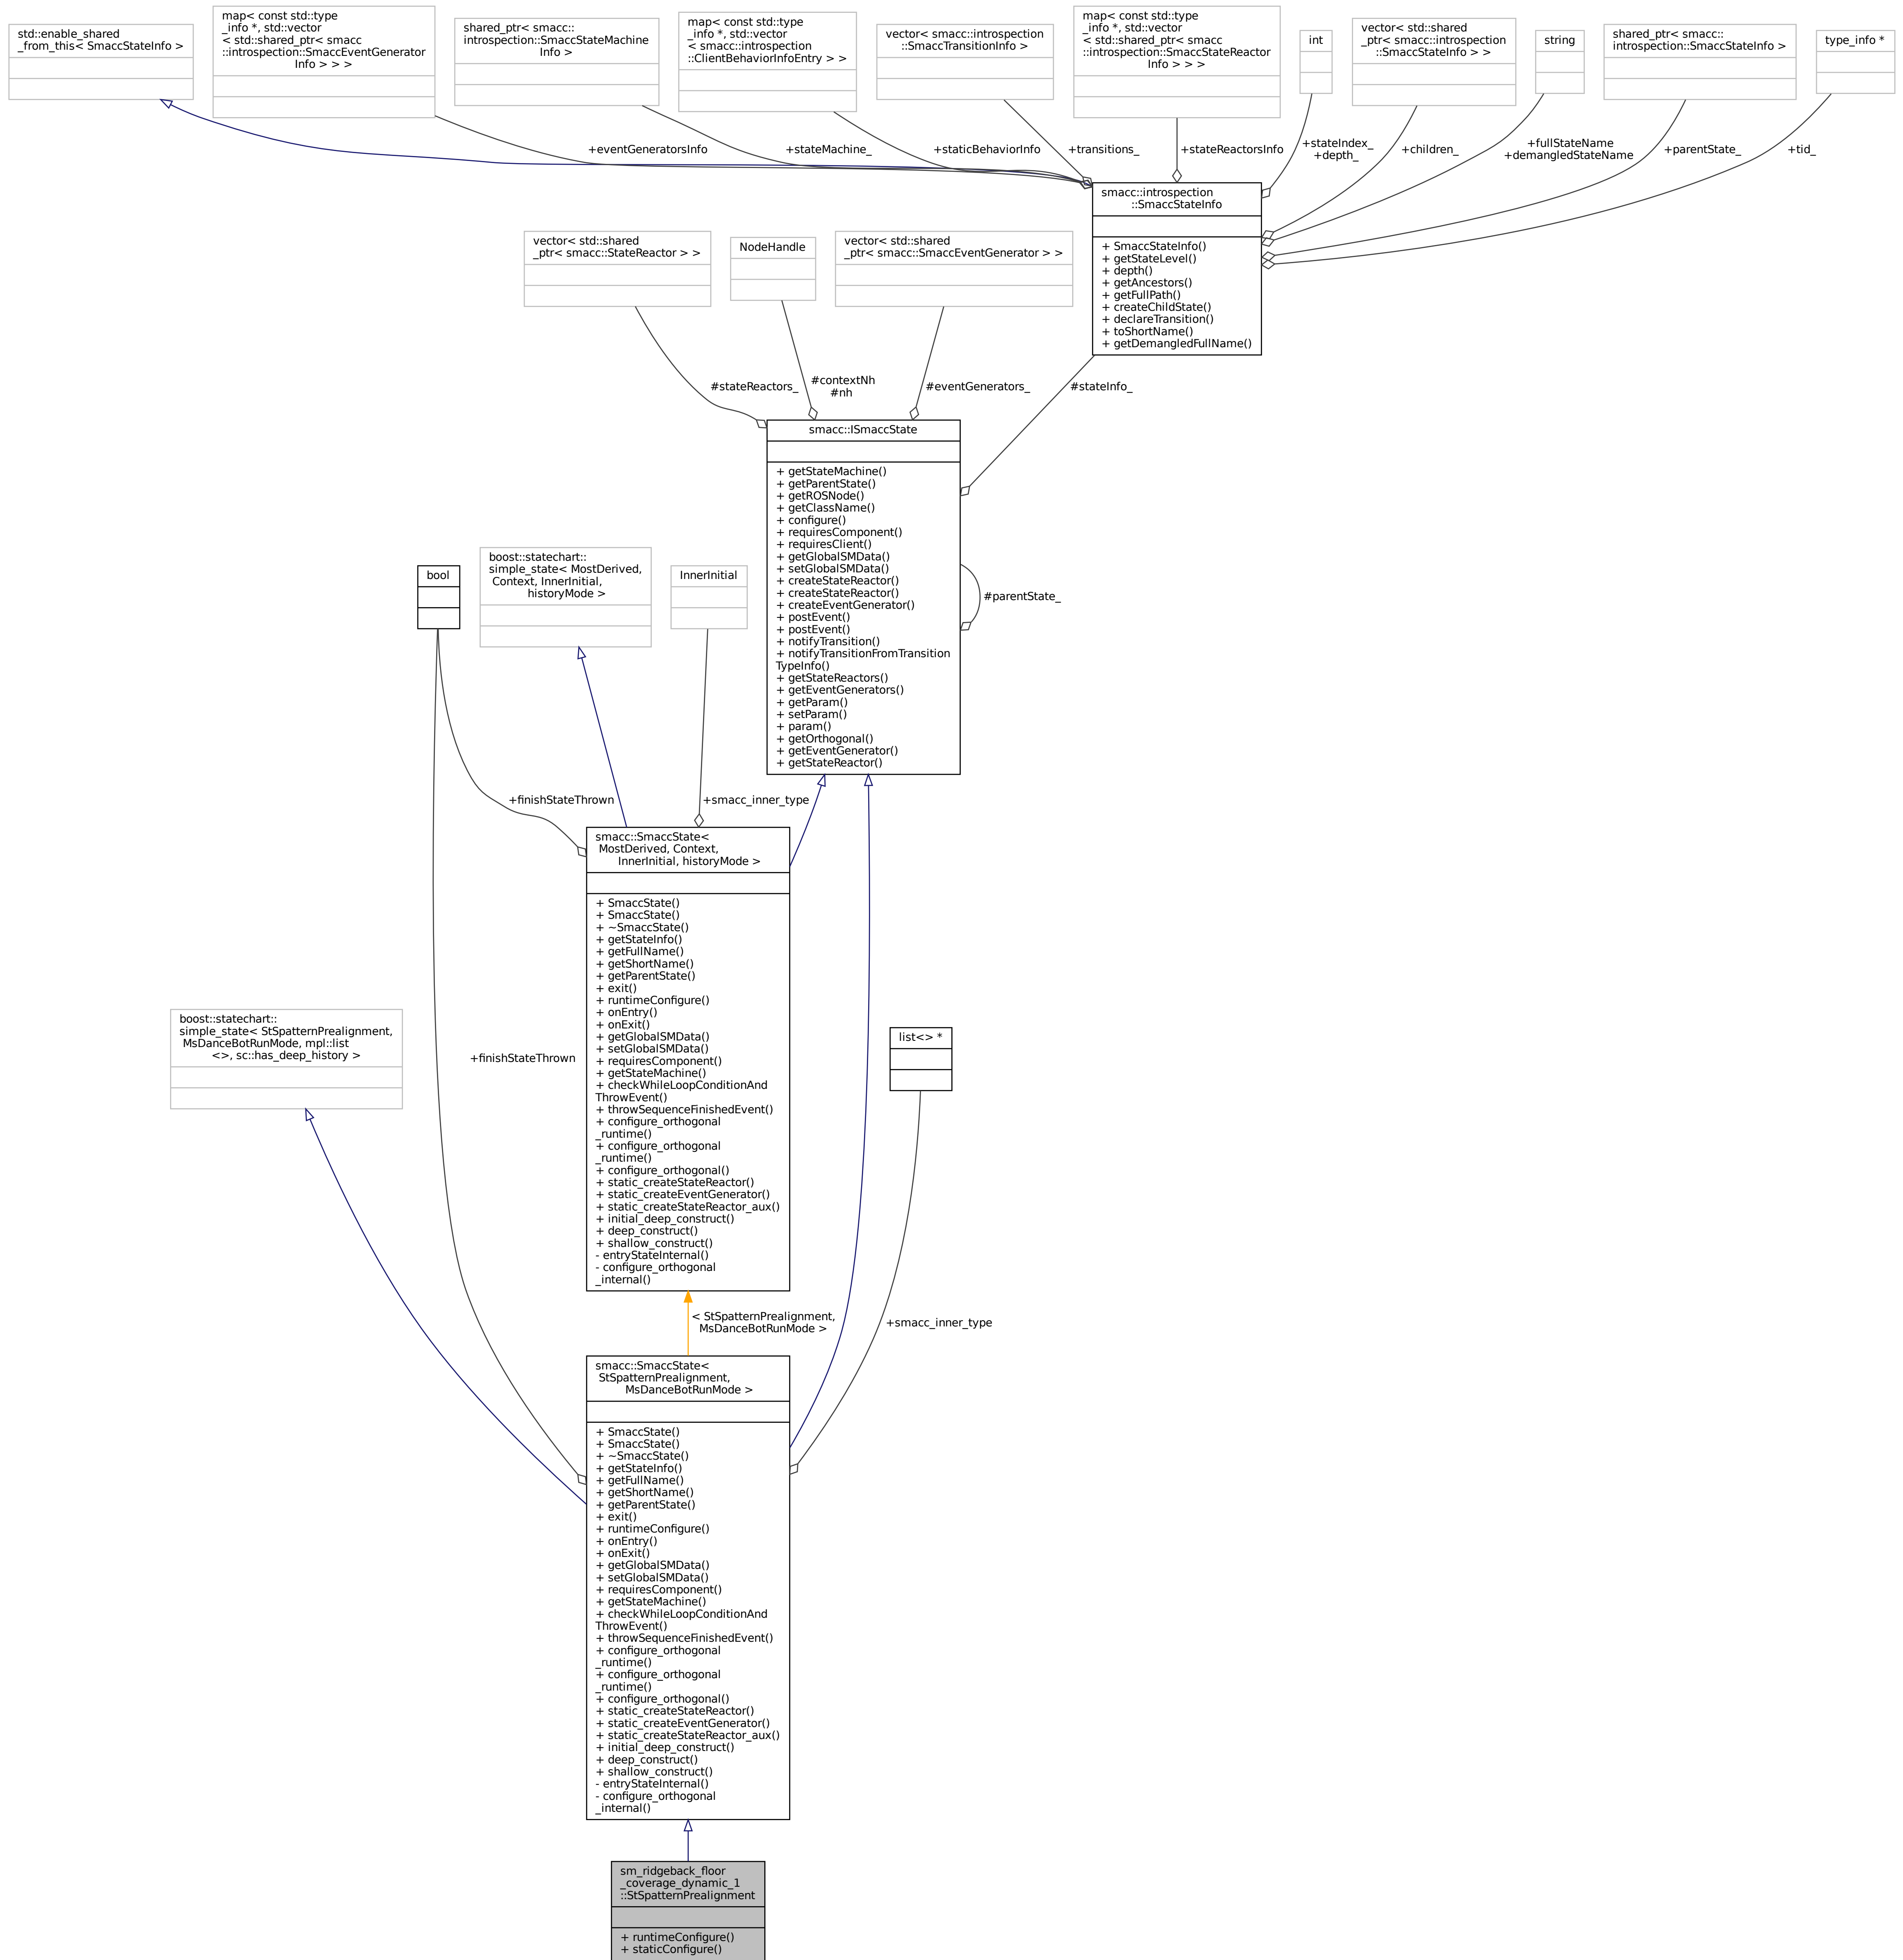 std::enable_shared
_from_this< SmaccStateInfo >
map< const std::type
_info *, std::vector
< std::shared_ptr< smacc
::introspection::SmaccEventGenerator
Info > > >
shared_ptr< smacc::
introspection::SmaccStateMachine
Info >
map< const std::type
_info *, std::vector
< smacc::introspection
::ClientBehaviorInfoEntry > >
vector< smacc::introspection
::SmaccTransitionInfo >
map< const std::type
_info *, std::vector
< std::shared_ptr< smacc
::introspection::SmaccStateReactor
Info > > >
int
vector< std::shared
_ptr< smacc::introspection
::SmaccStateInfo > >
string
shared_ptr< smacc::
introspection::SmaccStateInfo >
type_info *
+eventGeneratorsInfo
+stateMachine_
+staticBehaviorInfo
+transitions_
+stateReactorsInfo
+stateIndex_
+depth_
+children_
+fullStateName
+demangledStateName
+parentState_
+tid_
smacc::introspection
::SmaccStateInfo
+ SmaccStateInfo()
+ getStateLevel()
+ depth()
+ getAncestors()
+ getFullPath()
+ createChildState()
+ declareTransition()
+ toShortName()
+ getDemangledFullName()
vector< std::shared
_ptr< smacc::StateReactor > >
NodeHandle
vector< std::shared
_ptr< smacc::SmaccEventGenerator > >
#stateReactors_
#contextNh
#nh
#eventGenerators_
#stateInfo_
smacc::ISmaccState
+ getStateMachine()
+ getParentState()
+ getROSNode()
+ getClassName()
+ configure()
+ requiresComponent()
+ requiresClient()
+ getGlobalSMData()
+ setGlobalSMData()
+ createStateReactor()
+ createStateReactor()
+ createEventGenerator()
+ postEvent()
+ postEvent()
+ notifyTransition()
+ notifyTransitionFromTransition
TypeInfo()
+ getStateReactors()
+ getEventGenerators()
+ getParam()
+ setParam()
+ param()
+ getOrthogonal()
+ getEventGenerator()
+ getStateReactor()
#parentState_
bool
boost::statechart::
simple_state< MostDerived,
Context, InnerInitial,
historyMode >
InnerInitial
+finishStateThrown
+smacc_inner_type
smacc::SmaccState<
MostDerived, Context,
InnerInitial, historyMode >
+ SmaccState()
+ SmaccState()
+ ~SmaccState()
+ getStateInfo()
+ getFullName()
+ getShortName()
+ getParentState()
+ exit()
+ runtimeConfigure()
+ onEntry()
+ onExit()
+ getGlobalSMData()
+ setGlobalSMData()
+ requiresComponent()
+ getStateMachine()
+ checkWhileLoopConditionAnd
ThrowEvent()
+ throwSequenceFinishedEvent()
+ configure_orthogonal
_runtime()
+ configure_orthogonal
_runtime()
+ configure_orthogonal()
+ static_createStateReactor()
+ static_createEventGenerator()
+ static_createStateReactor_aux()
+ initial_deep_construct()
+ deep_construct()
+ shallow_construct()
- entryStateInternal()
- configure_orthogonal
_internal()
boost::statechart::
simple_state< StSpatternPrealignment,
MsDanceBotRunMode, mpl::list
<>, sc::has_deep_history >
+finishStateThrown
list<> *
< StSpatternPrealignment,
MsDanceBotRunMode >
+smacc_inner_type
smacc::SmaccState<
StSpatternPrealignment,
MsDanceBotRunMode >
+ SmaccState()
+ SmaccState()
+ ~SmaccState()
+ getStateInfo()
+ getFullName()
+ getShortName()
+ getParentState()
+ exit()
+ runtimeConfigure()
+ onEntry()
+ onExit()
+ getGlobalSMData()
+ setGlobalSMData()
+ requiresComponent()
+ getStateMachine()
+ checkWhileLoopConditionAnd
ThrowEvent()
+ throwSequenceFinishedEvent()
+ configure_orthogonal
_runtime()
+ configure_orthogonal
_runtime()
+ configure_orthogonal()
+ static_createStateReactor()
+ static_createEventGenerator()
+ static_createStateReactor_aux()
+ initial_deep_construct()
+ deep_construct()
+ shallow_construct()
- entryStateInternal()
- configure_orthogonal
_internal()
sm_ridgeback_floor
_coverage_dynamic_1
::StSpatternPrealignment
+ runtimeConfigure()
+ staticConfigure()